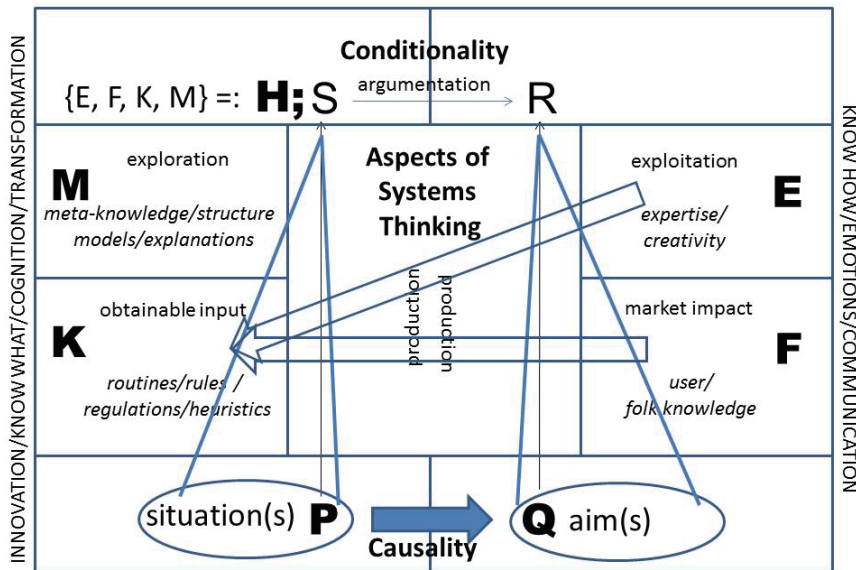 INNOVATION/KNOW WHAT/COGNITION/TRANSFORMATION
Conditionality
argumentation
{E, F, K, M} =: H; S R
M
exploration
meta-knowledge/structure
models/explanations
Aspects of
Systems
Thinking
exploitation
E
expertise/
creativity
production
production
K
obtainable input
routines/rules /
regulations/heuristics
market impact
F
user/
folk knowledge
situation(s) P
Q aim(s)
Causality
KNOW HOW/EMOTIONS/COMMUNICATION